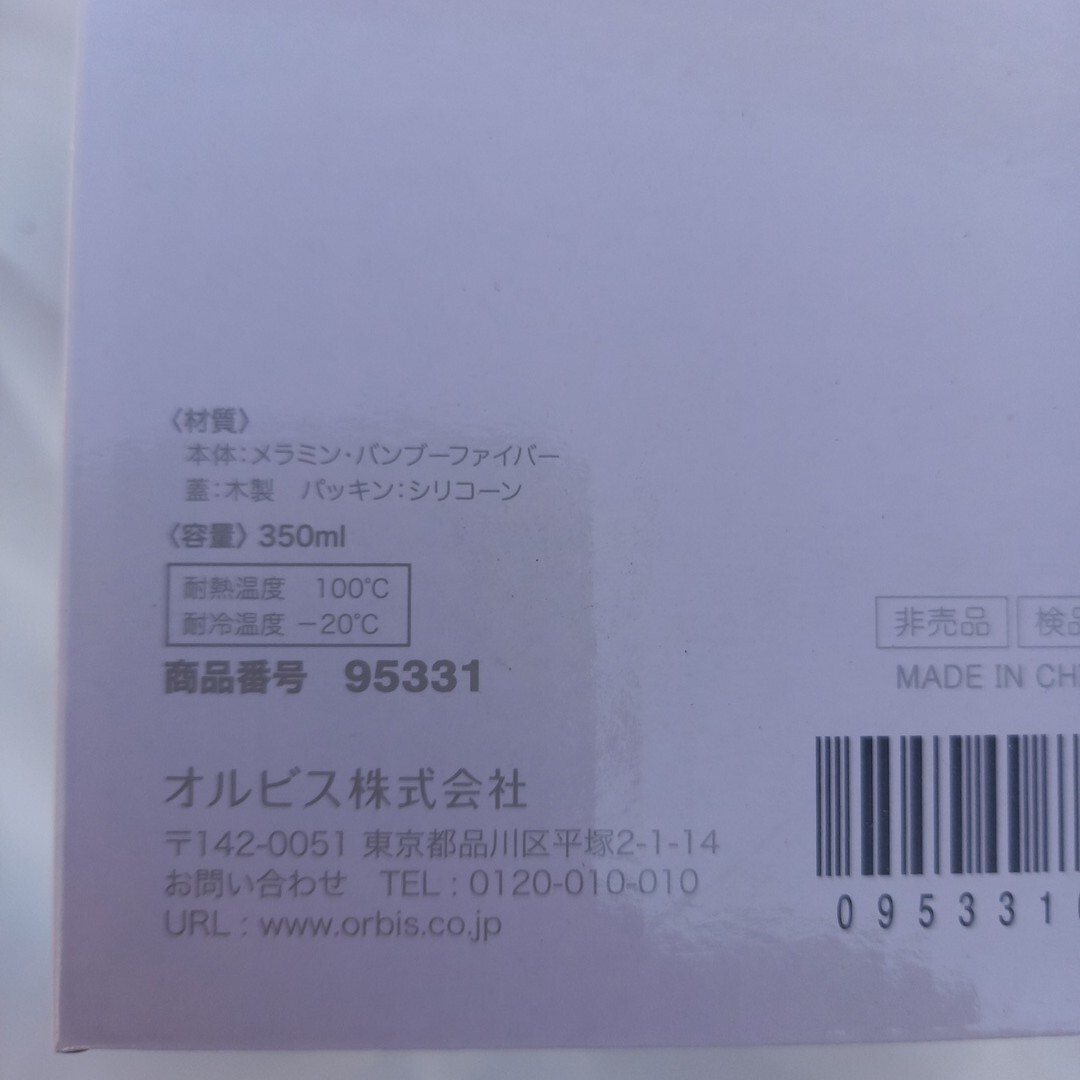 〈材質〉
本体：メラミン・バンブーファイバー
蓋：木製　パッキン：シリコーン
〈容量〉 350ml
耐熱温度　100℃
耐冷温度 －20℃
商品番号　95331
オルビス株式会社
〒142-0051 東京都品川区平塚2-1-14
お問い合わせ　TEL : 0120-010-010
URL : www.orbis.co.jp
非売品 検品
MADE IN CH
095331